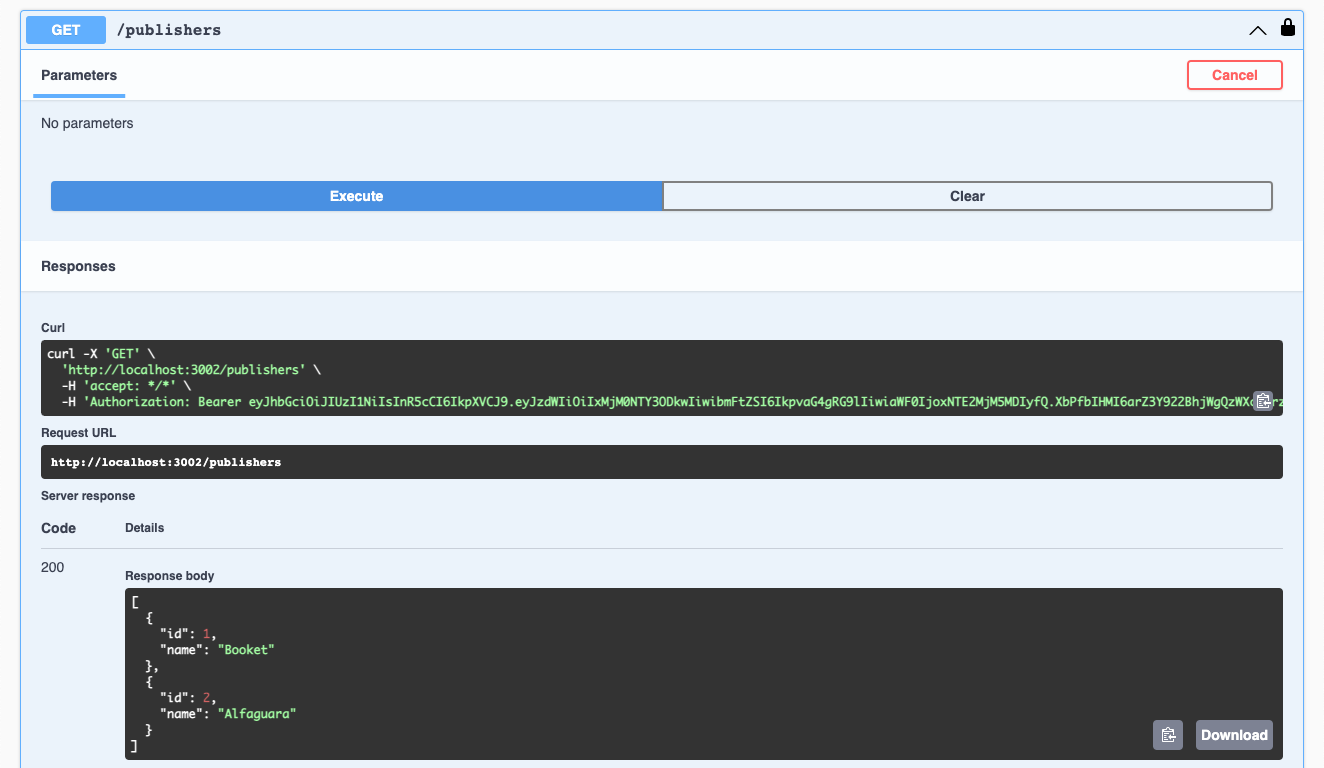 GET /publishers
Parameters
Cancel
No parameters
Execute
Clear
Responses
Curl
curl -X 'GET' \
  'http://localhost:3002/publishers' \
  -H 'accept: */*' \
  -H 'Authorization: Bearer eyJhbGciOiJIUzI1NiIsInR5cCI6IkpXVCJ9.eyJzdWIiOiIxMjM0NTY3ODkwIiwibmFtZSI6IkpvaG4gRG9lIiwiaWF0IjoxNTE2MjM5MDIyfQ.XbPfbIHMI6arZ3Y922BhjWgQzWX
Request URL
http://localhost:3002/publishers
Server response
Code
Details
200
Response body
[
  {
    "id": 1,
    "name": "Booket"
  },
  {
    "id": 2,
    "name": "Alfaguara"
  }
]
Download